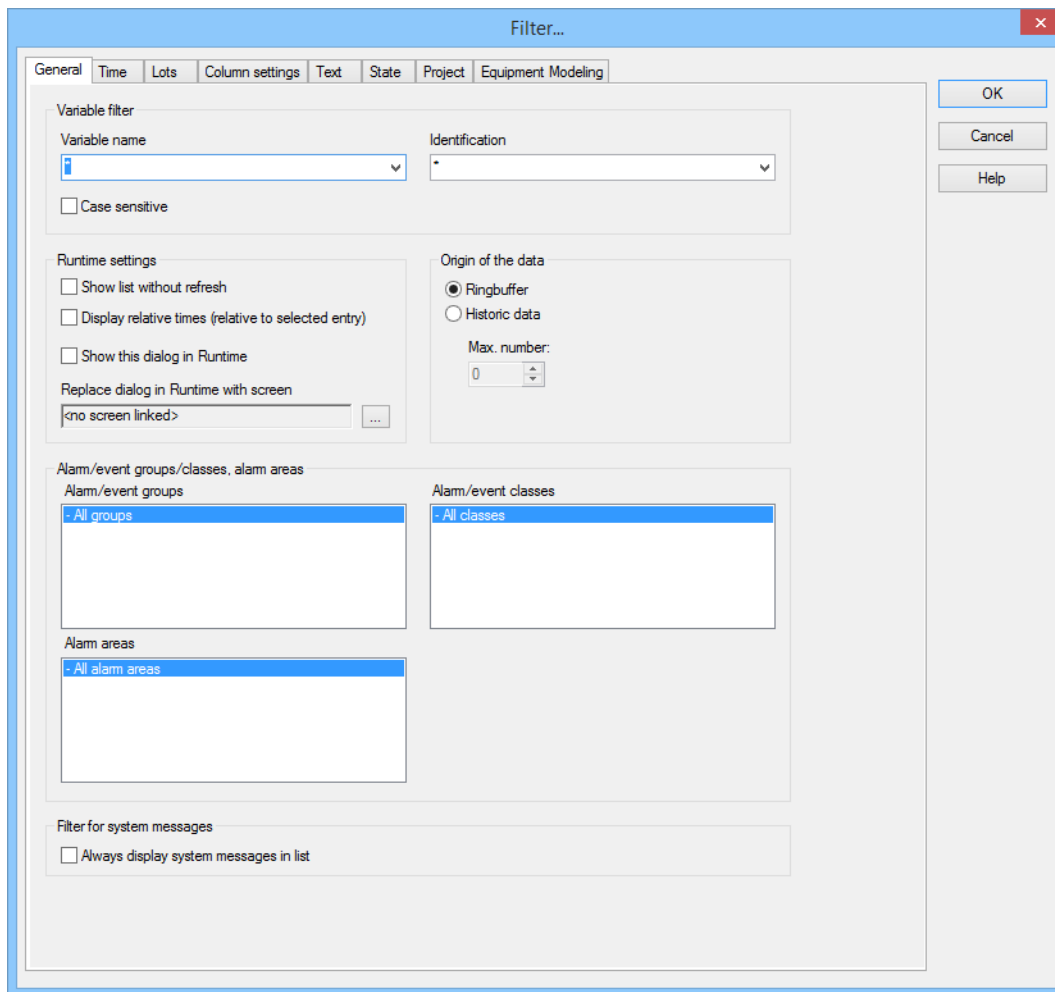 Filter...
General Time Lots Column settings Text State Project Equipment Modeling
OK
Cancel
Help
Variable filter
Variable name Identification
* *
Case sensitive
Runtime settings Origin of the data
Show list without refresh Ringbuffer
Display relative times (relative to selected entry) Historic data
Show this dialog in Runtime Max. number:
0
Replace dialog in Runtime with screen
<no screen linked> ...
Alarm/event groups/classes, alarm areas
Alarm/event groups Alarm/event classes
- All groups - All classes
Alarm areas
- All alarm areas
Filter for system messages
Always display system messages in list